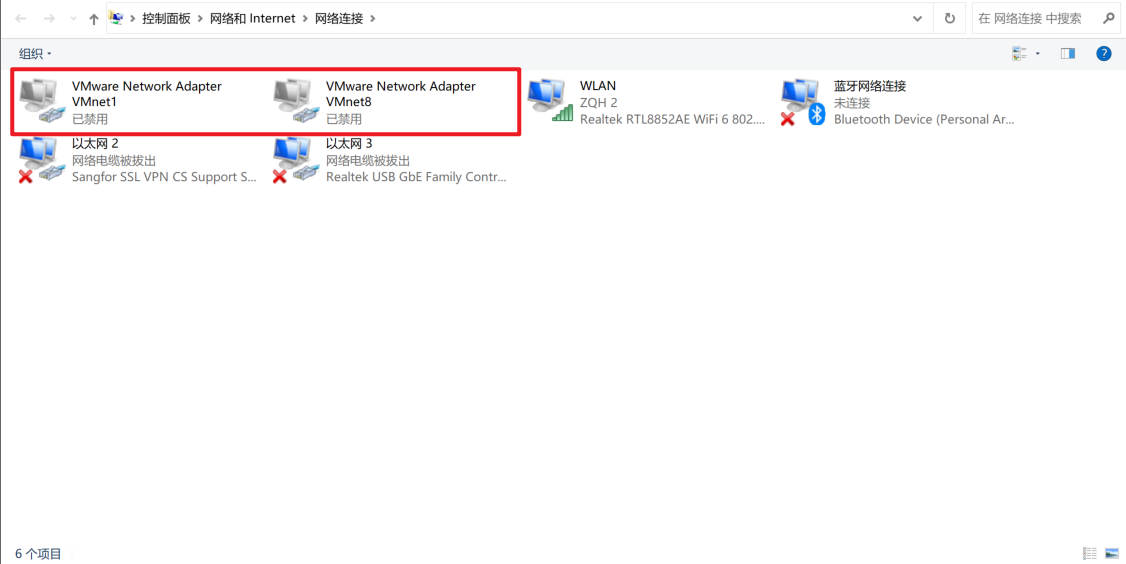 控制面板 > 网络和 Internet > 网络连接 >
在 网络连接 中搜索
组织
VMware Network Adapter
VMnet1
已禁用
VMware Network Adapter
VMnet8
已禁用
WLAN
ZQH 2
Realtek RTL8852AE WiFi 6 802....
蓝牙网络连接
未连接
Bluetooth Device (Personal Ar...
以太网 2
网络电缆被拔出
Sangfor SSL VPN CS Support S...
以太网 3
网络电缆被拔出
Realtek USB GbE Family Contr...
6 个项目